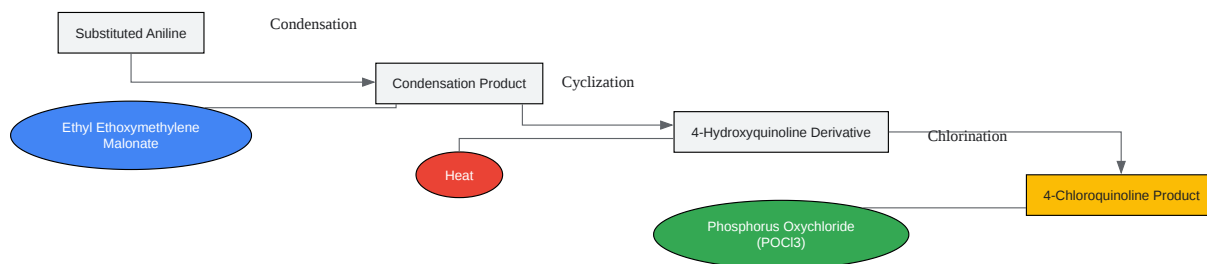 Substituted Aniline
Condensation
Condensation Product
Cyclization
Ethyl Ethoxymethylene
Malonate
4-Hydroxyquinoline Derivative
Chlorination
Heat
4-Chloroquinoline Product
Phosphorus Oxychloride
(POCl3)